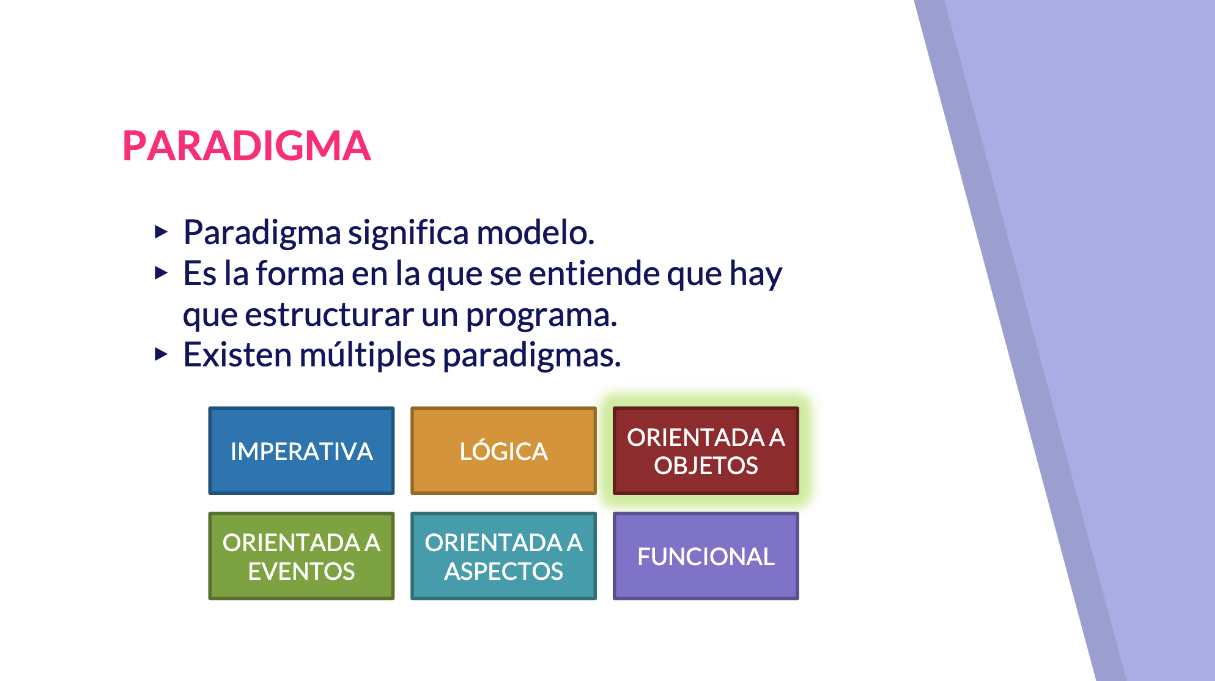 PARADIGMA
▸ Paradigma significa modelo.
▸ Es la forma en la que se entiende que hay
que estructurar un programa.
▸ Existen múltiples paradigmas.
IMPERATIVA
LÓGICA
ORIENTADA A
OBJETOS
ORIENTADA A
EVENTOS
ORIENTADA A
ASPECTOS
FUNCIONAL